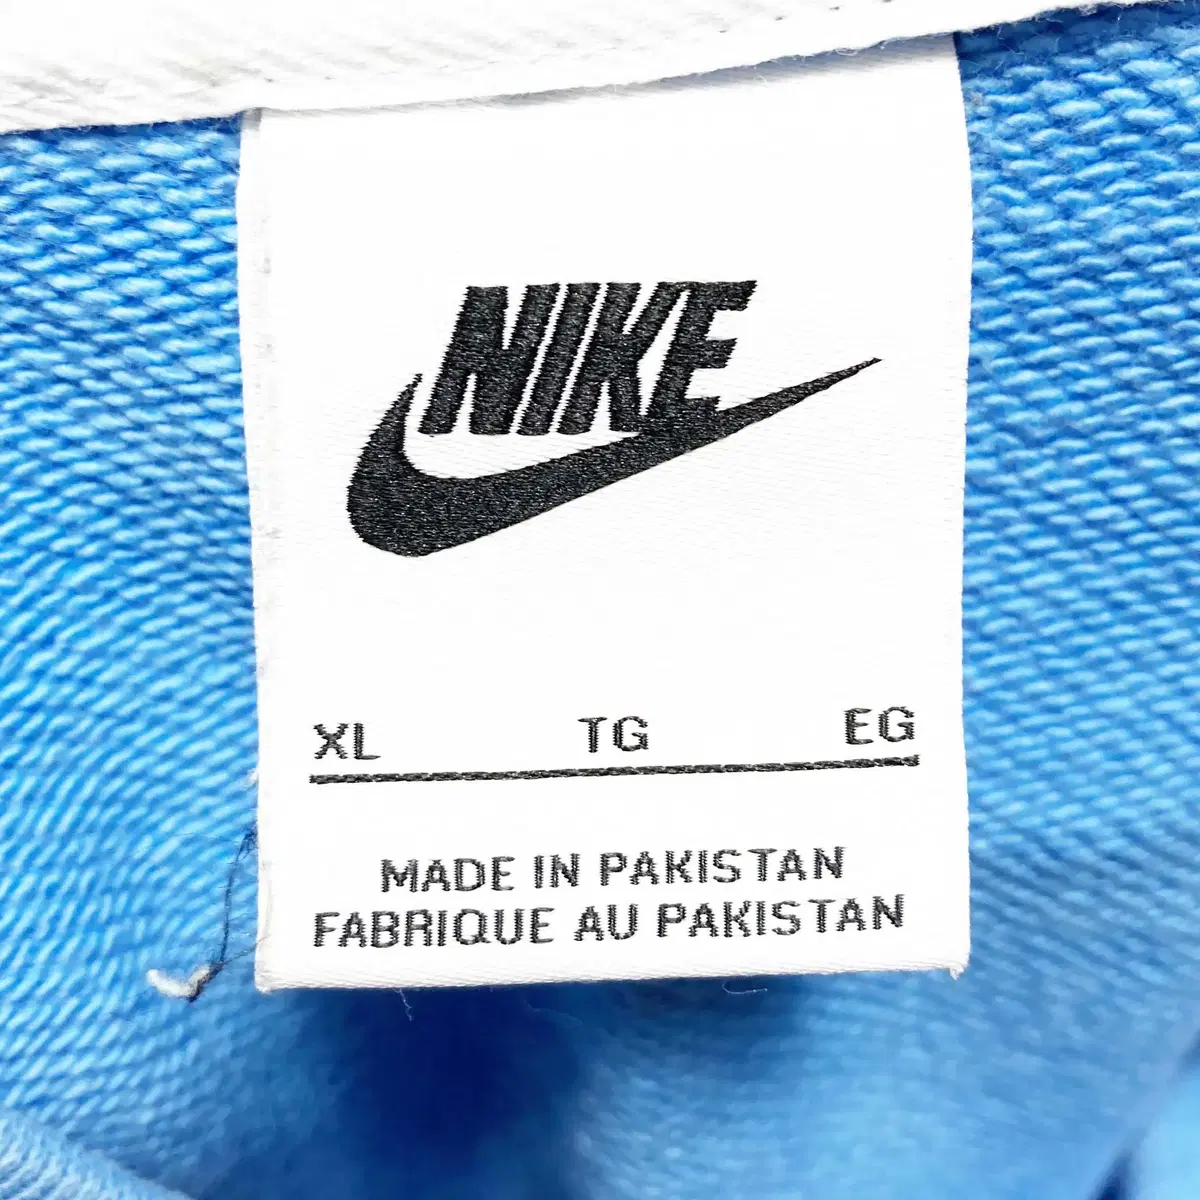 NIKE
XL TG EG
MADE IN PAKISTAN
FABRIQUE AU PAKISTAN